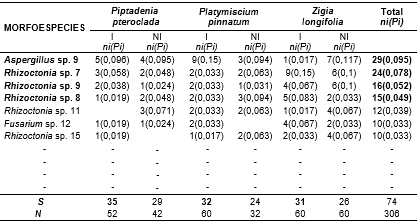 Piptadenia pteroclada Platymiscium pinnatum Zigia longifolia Total
MORFOESPECIES I NI I NI I NI ni(Pi)
ni(Pi) ni(Pi) ni(Pi) ni(Pi) ni(Pi) ni(Pi)
Aspergillus sp. 9 5(0,096) 4(0,095) 9(0,15) 3(0,094) 1(0,017) 7(0,117) 29(0,095)
Rhizoctonia sp. 7 3(0,058) 2(0,048) 2(0,033) 2(0,063) 9(0,15) 6(0,1) 24(0,078)
Rhizoctonia sp. 9 2(0,038) 1(0,024) 2(0,033) 1(0,031) 4(0,067) 6(0,1) 16(0,052)
Rhizoctonia sp. 8 1(0,019) 2(0,048) 2(0,033) 3(0,094) 5(0,083) 2(0,033) 15(0,049)
Rhizoctonia sp. 11 3(0,071) 2(0,033) 2(0,063) 1(0,017) 4(0,067) 12(0,039)
Fusarium sp. 12 1(0,019) 1(0,024) 2(0,033) 4(0,067) 2(0,033) 10(0,033)
Rhizoctonia sp. 15 1(0,019) 1(0,017) 2(0,063) 2(0,033) 4(0,067) 10(0,033)
- - - - - - - -
- - - - - - - -
- - - - - - - -
- - - - - - - -
S 35 29 32 24 31 26 74
N 52 42 60 32 60 60 306